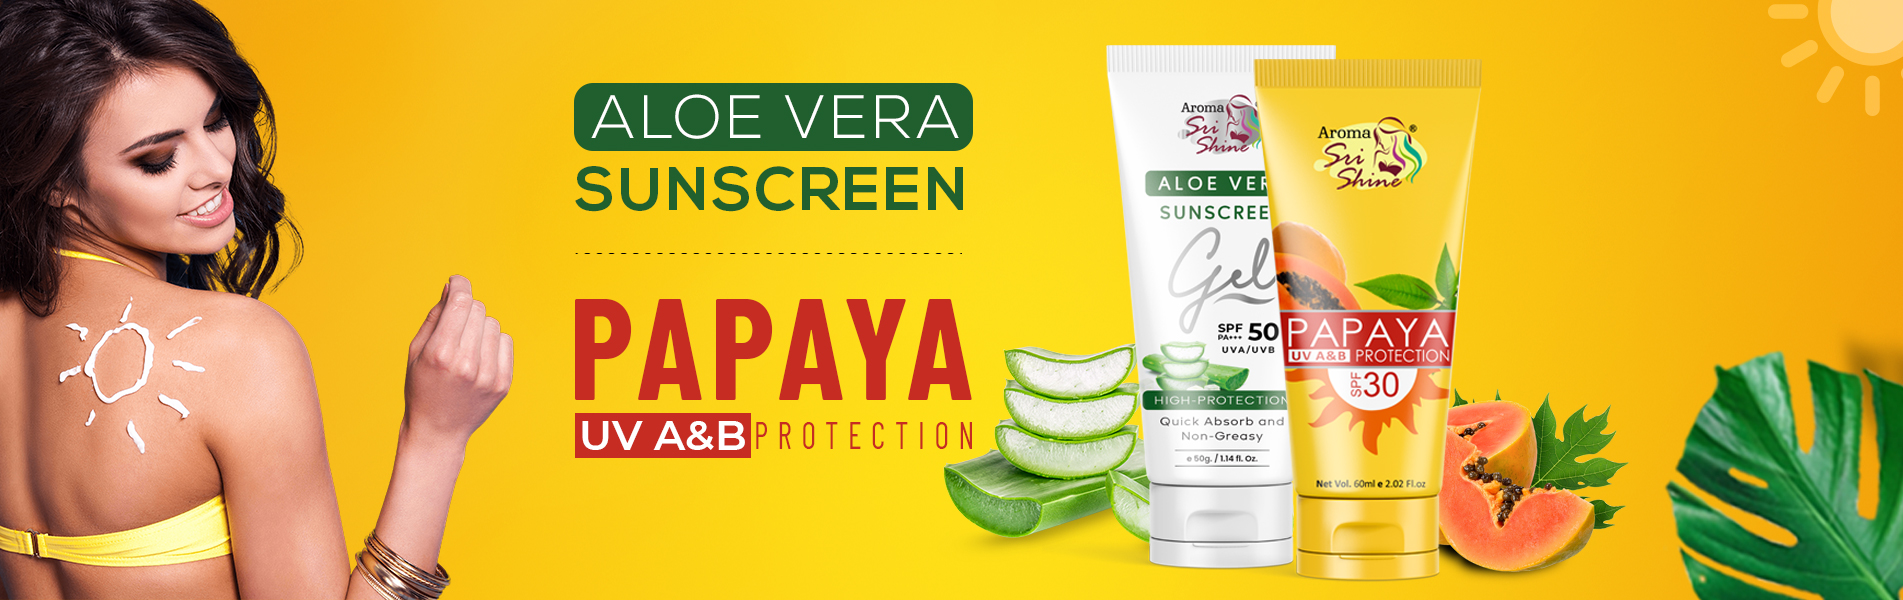 ALOE VERA
SUNSCREEN
PAPAYA
UV A&B PROTECTION
Aroma
Sri
Shine
ALOE VER
SUNSCREE
Gel
SPF 50
PA+++
UVA/UVB
HIGH-PROTECTION
Quick Absorb and
Non-Greasy
e 50g. / 1.14 fl. Oz.
Aroma ®
Sri
Shine
PAPAYA
UV A&B PROTECTION
SPF 30
Net Vol. 60ml e 2.02 Fl.oz